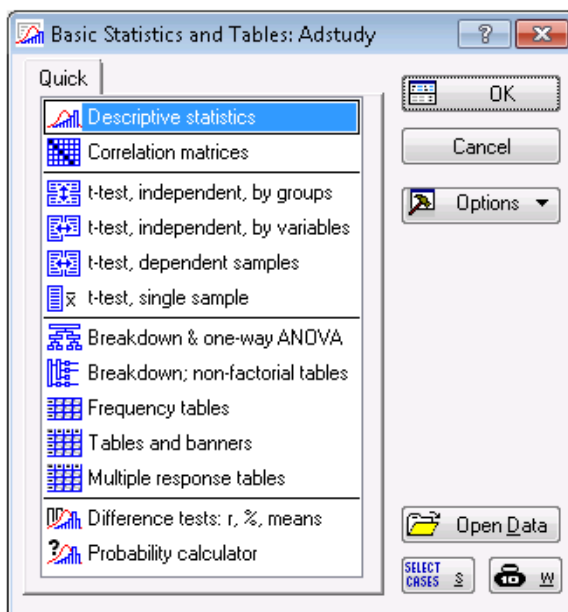 Basic Statistics and Tables: Adstudy
?
Quick
Descriptive statistics
Correlation matrices
t-test, independent, by groups
t-test, independent, by variables
t-test, dependent samples
x̄ t-test, single sample
Breakdown & one-way ANOVA
Breakdown; non-factorial tables
Frequency tables
Tables and banners
Multiple response tables
Difference tests: r, %, means
? Probability calculator
OK
Cancel
Options
Open Data
SELECT
CASES S
W